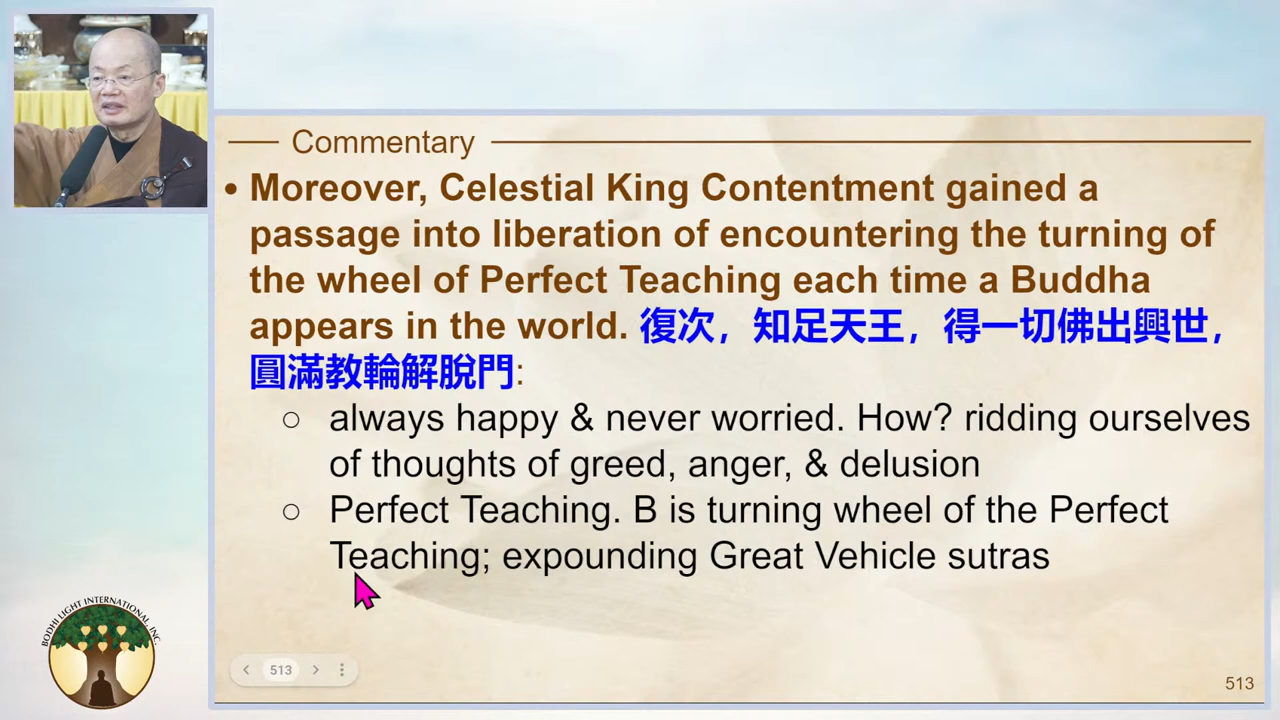 Commentary
• Moreover, Celestial King Contentment gained a
passage into liberation of encountering the turning of
the wheel of Perfect Teaching each time a Buddha
appears in the world. 復次，知足天王，得一切佛出興世，
圓滿教輪解脫門:
○ always happy & never worried. How? ridding ourselves
of thoughts of greed, anger, & delusion
○ Perfect Teaching. B is turning wheel of the Perfect
Teaching; expounding Great Vehicle sutras
BODHI LIGHT INTERNATIONAL, INC.
513
513